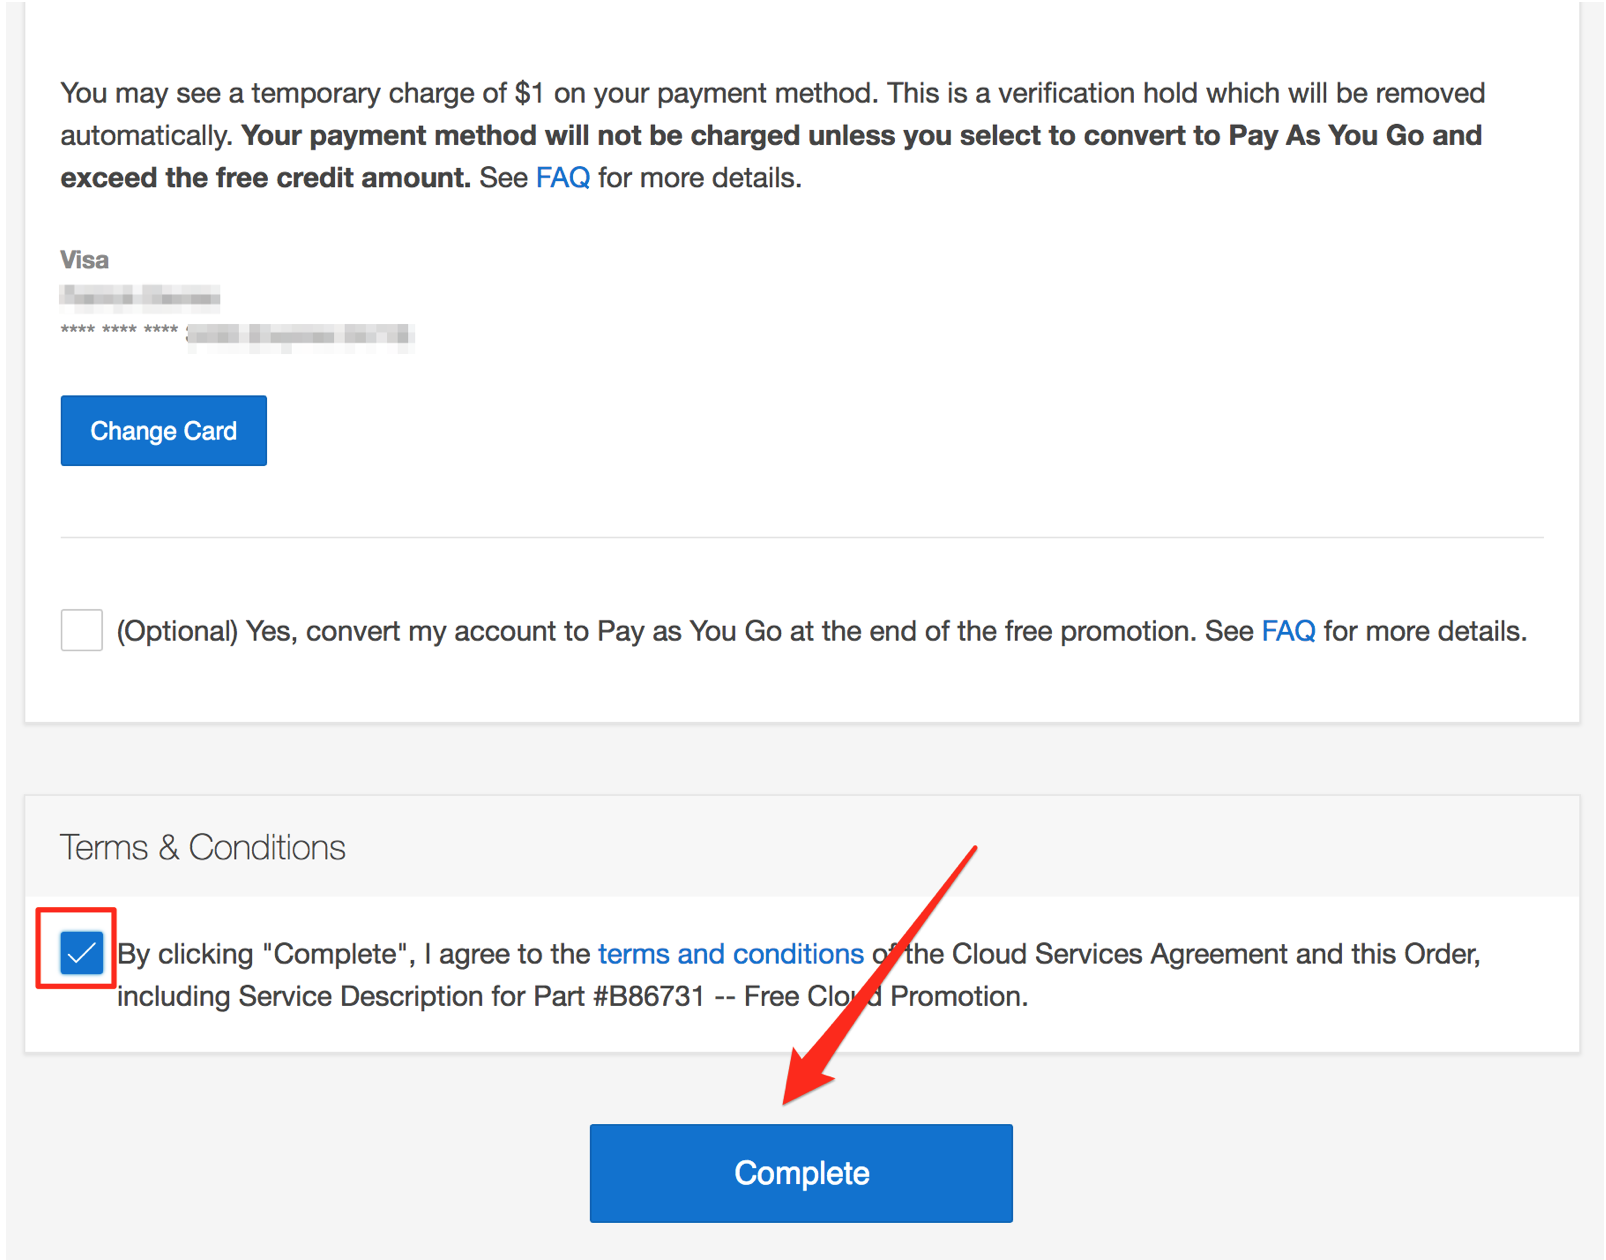 You may see a temporary charge of $1 on your payment method. This is a verification hold which will be removed
automatically. Your payment method will not be charged unless you select to convert to Pay As You Go and
exceed the free credit amount. See FAQ for more details.
Visa
**** **** ****
Change Card
(Optional) Yes, convert my account to Pay as You Go at the end of the free promotion. See FAQ for more details.
Terms & Conditions
By clicking "Complete", I agree to the terms and conditions of the Cloud Services Agreement and this Order,
including Service Description for Part #B86731 -- Free Cloud Promotion.
Complete